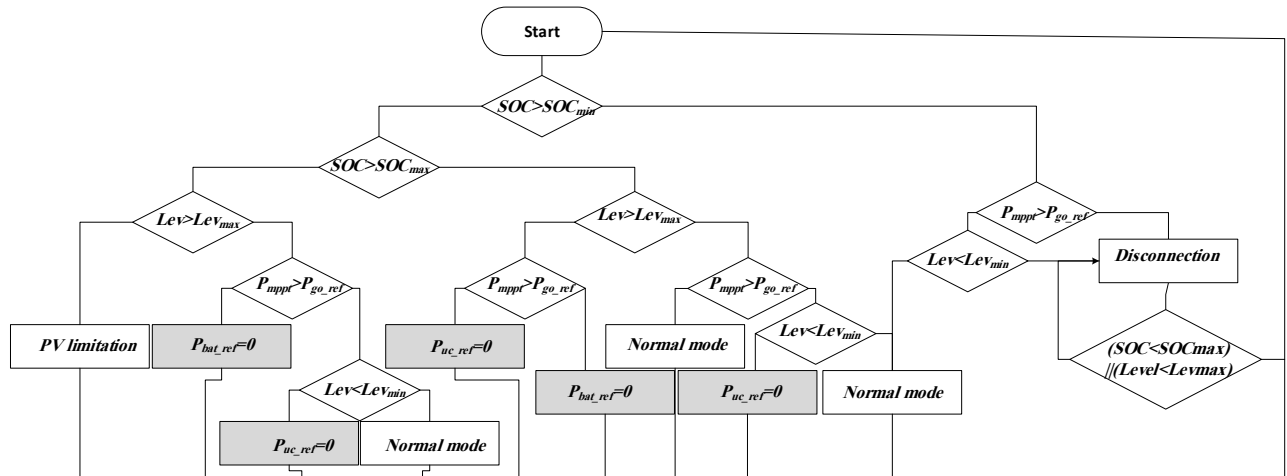 Start
SOC>SOCmin
SOC>SOCmax
Lev>Levmax
Lev>Levmax
Pmppt>Pgo_ref
Lev<Levmin
Disconnection
Pmppt>Pgo_ref
Pmppt>Pgo_ref
Pmppt>Pgo_ref
PV limitation
Pbat_ref=0
Puc_ref=0
Normal mode
Lev<Levmin
(SOC<SOCmax)
||(Level<Levmax)
Lev<Levmin
Pbat_ref=0
Puc_ref=0
Normal mode
Puc_ref=0
Normal mode